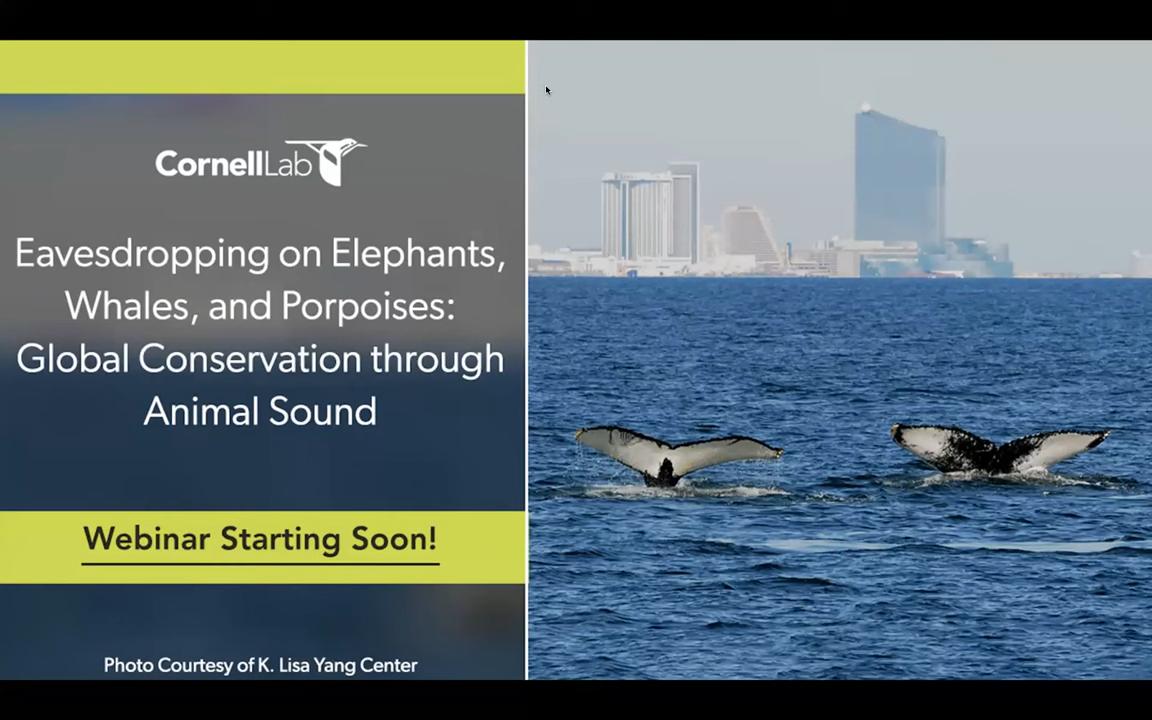 CornellLab
Eavesdropping on Elephants,
Whales, and Porpoises:
Global Conservation through
Animal Sound
Webinar Starting Soon!
Photo Courtesy of K. Lisa Yang Center